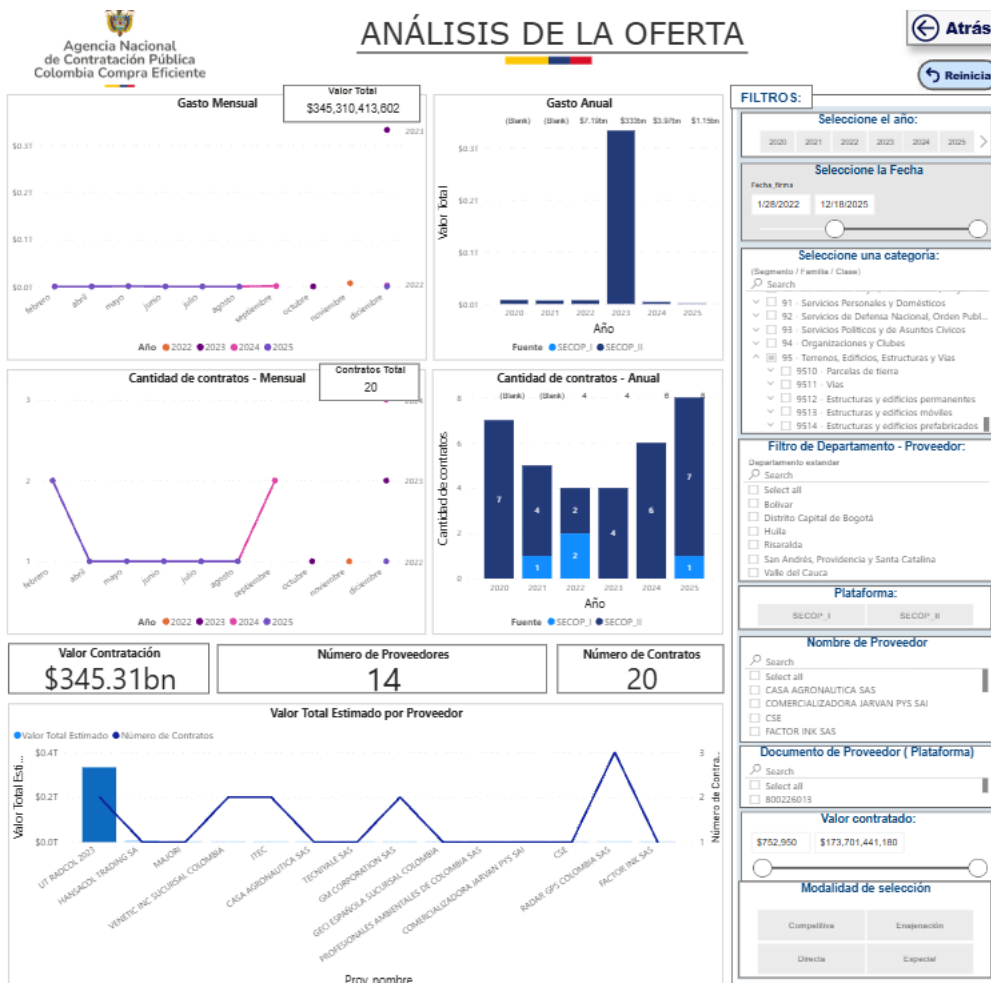 Agencia Nacional
de Contratación Pública
Colombia Compra Eficiente
ANÁLISIS DE LA OFERTA
Atrás
Reinicia
Gasto Mensual
Valor Total
$345,310,413,602
2023
$0.3T
$0.2T
$0.1T
$0.0T
2022
febrero
abril
mayo
junio
julio
agosto
septiembre
octubre
noviembre
diciembre
Año 2022 2023 2024 2025
Gasto Anual
(Blank) (Blank) $7.19bn $333bn $3.97bn $1.15bn
Valor Total
$0.3T
$0.2T
$0.1T
$0.0T
2020 2021 2022 2023 2024 2025
Año
Fuente SECOP_I SECOP_II
Cantidad de contratos - Mensual
Contratos Total
20
3
2
2023
1
2022
febrero
abril
mayo
junio
julio
agosto
septiembre
octubre
noviembre
diciembre
Año 2022 2023 2024 2025
Cantidad de contratos - Anual
(Blank) (Blank) 4 4 6 8
Cantidad de contratos
8
6
4
2
0
7
4
1
2
2
4
6
7
1
2020 2021 2022 2023 2024 2025
Año
Fuente SECOP_I SECOP_II
Valor Contratación
$345.31bn
Número de Proveedores
14
Número de Contratos
20
Valor Total Estimado por Proveedor
Valor Total Estimado Número de Contratos
Valor Total Esti...
$0.4T
$0.2T
$0.0T
3
2
1
Número de Contra...
UT RADCOL 2023
HANSACOL TRADING SA
MAJORI
VENETIC INC SUCURSAL COLOMBIA
ITEC
CASA AGRONAUTICA SAS
TECNIVALE SAS
GM CORPORATION SAS
GECI ESPAÑOLA SUCURSAL COLOMBIA
PROFESIONALES AMBIENTALES DE COLOMBIA SAS
COMERCIALIZADORA JARVAN PYS SAI
CSE
RADAR GPS COLOMBIA SAS
FACTOR INK SAS
Prov_nombre
FILTROS:
Seleccione el año:
2020 2021 2022 2023 2024 2025
Seleccione la Fecha
Fecha_firma
1/28/2022 12/18/2025
Seleccione una categoría:
(Segmento / Familia / Clase)
Search
91 - Servicios Personales y Domésticos
92 - Servicios de Defensa Nacional, Orden Publ...
93 - Servicios Políticos y de Asuntos Cívicos
94 - Organizaciones y Clubes
95 - Terrenos, Edificios, Estructuras y Vías
9510 - Parcelas de tierra
9511 - Vías
9512 - Estructuras y edificios permanentes
9513 - Estructuras y edificios móviles
9514 - Estructuras y edificios prefabricados
Filtro de Departamento - Proveedor:
Departamento estandar
Search
Select all
Bolívar
Distrito Capital de Bogotá
Huila
Risaralda
San Andrés, Providencia y Santa Catalina
Valle del Cauca
Plataforma:
SECOP_I SECOP_II
Nombre de Proveedor
Search
Select all
CASA AGRONAUTICA SAS
COMERCIALIZADORA JARVAN PYS SAI
CSE
FACTOR INK SAS
Documento de Proveedor ( Plataforma)
Search
Select all
800226013
Valor contratado:
$752,950 $173,701,441,180
Modalidad de selección
Competitiva Enajenación
Directa Especial